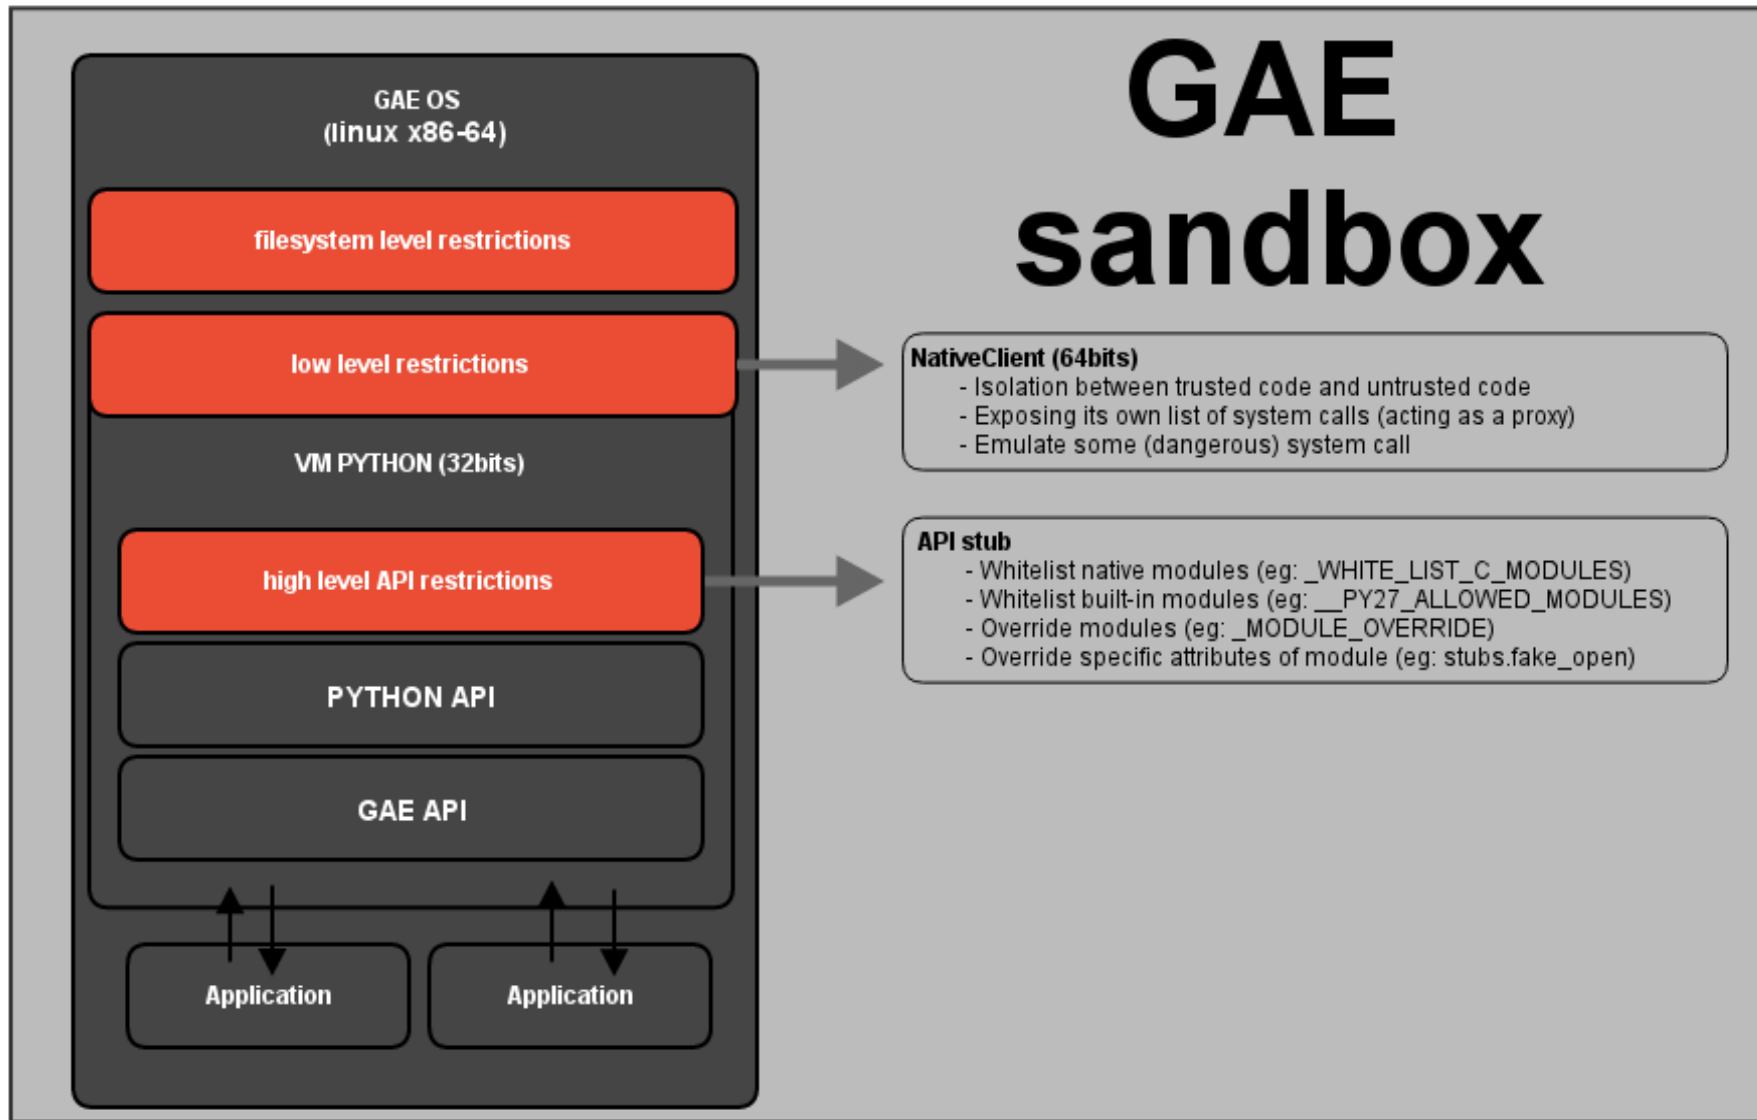 GAE
sandbox
GAE OS
(linux x86-64)
filesystem level restrictions
low level restrictions
VM PYTHON (32bits)
high level API restrictions
PYTHON API
GAE API
Application
Application
NativeClient (64bits)
- Isolation between trusted code and untrusted code
- Exposing its own list of system calls (acting as a proxy)
- Emulate some (dangerous) system call
API stub
- Whitelist native modules (eg: _WHITE_LIST_C_MODULES)
- Whitelist built-in modules (eg: __PY27_ALLOWED_MODULES)
- Override modules (eg: _MODULE_OVERRIDE)
- Override specific attributes of module (eg: stubs.fake_open)